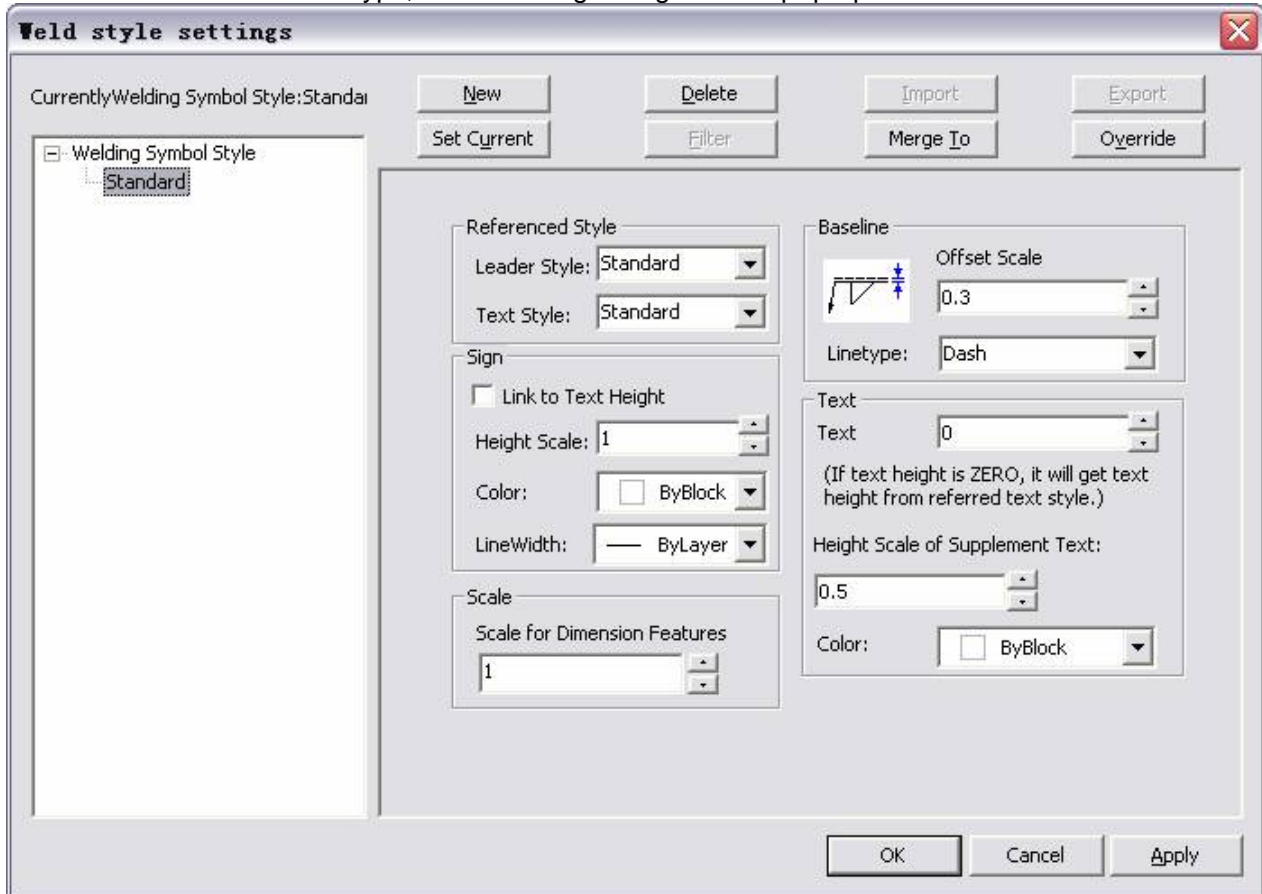 Weld style settings
CurrentlyWelding Symbol Style:Standar
New
Delete
Import
Export
Set Current
Filter
Merge To
Override
Welding Symbol Style
Standard
Referenced Style
Leader Style: Standard
Text Style: Standard
Sign
Link to Text Height
Height Scale: 1
Color: ByBlock
LineWidth: ByLayer
Scale
Scale for Dimension Features
1
Baseline
Offset Scale
0.3
Linetype: Dash
Text
Text 0
(If text height is ZERO, it will get text
height from referred text style.)
Height Scale of Supplement Text:
0.5
Color: ByBlock
OK
Cancel
Apply